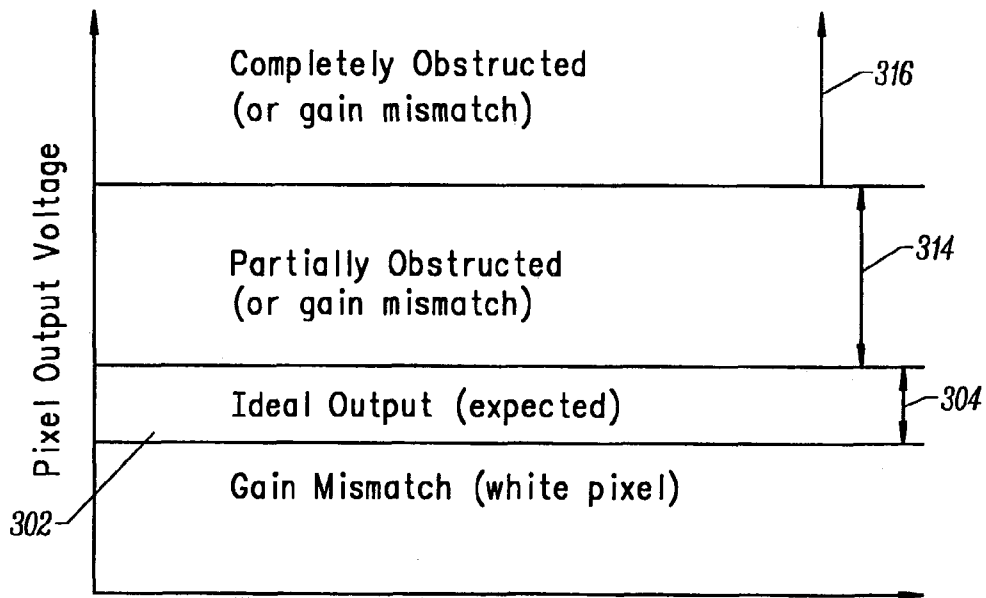 Completely Obstructed
(or gain mismatch)
316
Partially Obstructed
(or gain mismatch)
314
Ideal Output (expected)
304
Gain Mismatch (white pixel)
302
Pixel Output Voltage